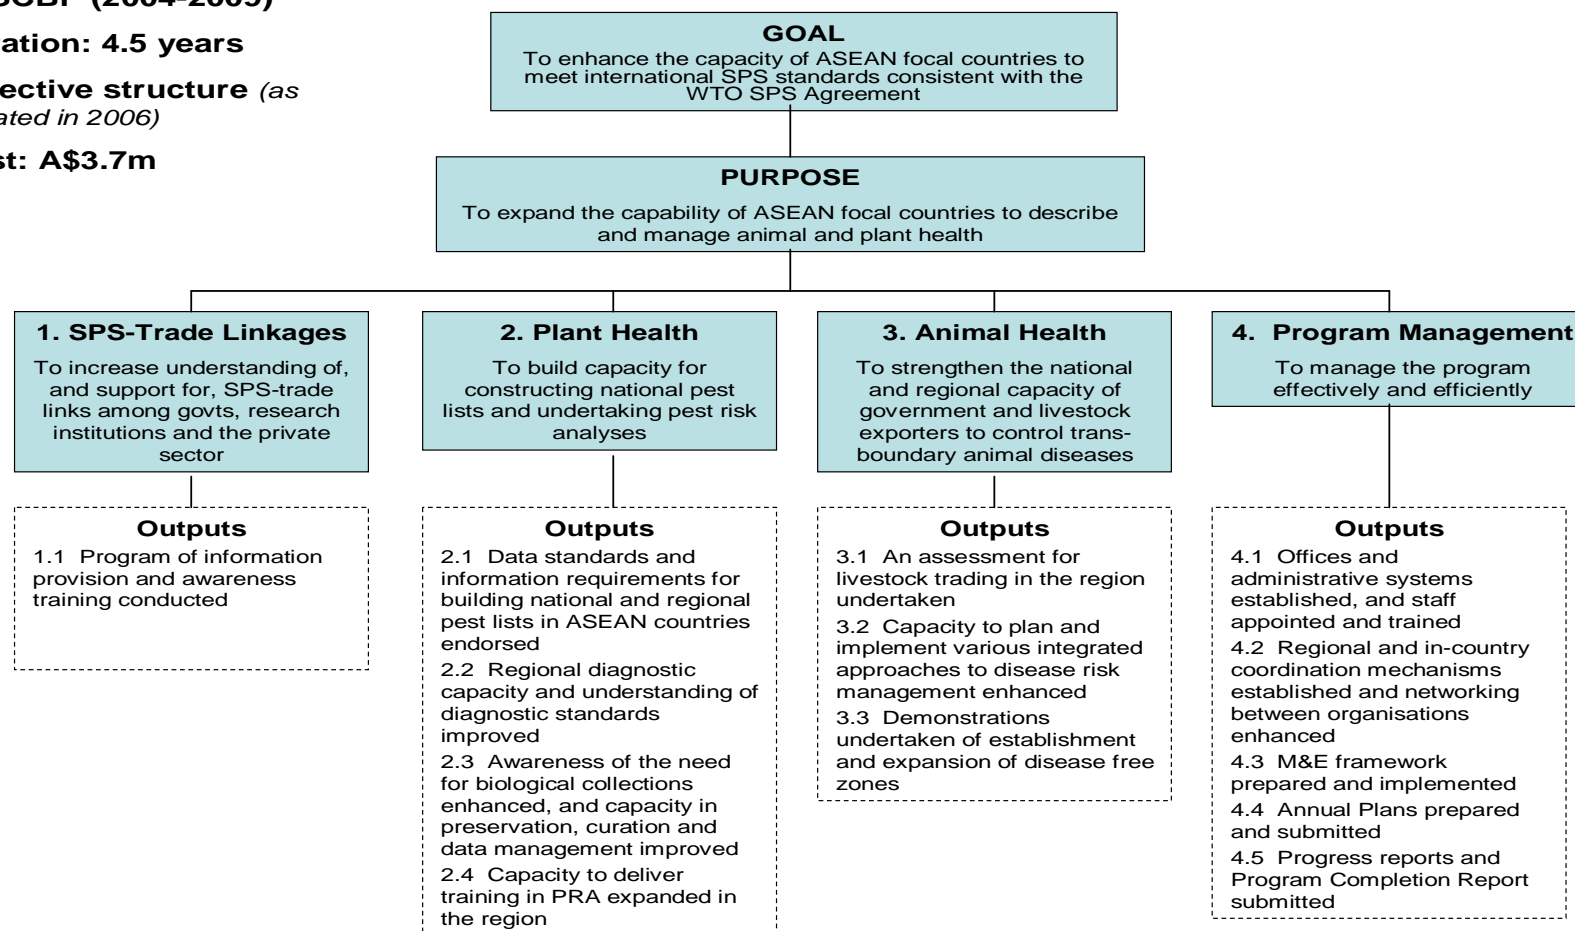 (2004-2009)
ation: 4.5 years
ective structure (as
ated in 2006)
st: A$3.7m
GOAL
To enhance the capacity of ASEAN focal countries to
meet international SPS standards consistent with the
WTO SPS Agreement
PURPOSE
To expand the capability of ASEAN focal countries to describe
and manage animal and plant health
1. SPS-Trade Linkages
To increase understanding of,
and support for, SPS-trade
links among govts, research
institutions and the private
sector
2. Plant Health
To build capacity for
constructing national pest
lists and undertaking pest risk
analyses
3. Animal Health
To strengthen the national
and regional capacity of
government and livestock
exporters to control trans-
boundary animal diseases
4. Program Management
To manage the program
effectively and efficiently
Outputs
1.1 Program of information
provision and awareness
training conducted
Outputs
2.1 Data standards and
information requirements for
building national and regional
pest lists in ASEAN countries
endorsed
2.2 Regional diagnostic
capacity and understanding of
diagnostic standards
improved
2.3 Awareness of the need
for biological collections
enhanced, and capacity in
preservation, curation and
data management improved
2.4 Capacity to deliver
training in PRA expanded in
the region
Outputs
3.1 An assessment for
livestock trading in the region
undertaken
3.2 Capacity to plan and
implement various integrated
approaches to disease risk
management enhanced
3.3 Demonstrations
undertaken of establishment
and expansion of disease free
zones
Outputs
4.1 Offices and
administrative systems
established, and staff
appointed and trained
4.2 Regional and in-country
coordination mechanisms
established and networking
between organisations
enhanced
4.3 M&E framework
prepared and implemented
4.4 Annual Plans prepared
and submitted
4.5 Progress reports and
Program Completion Report
submitted